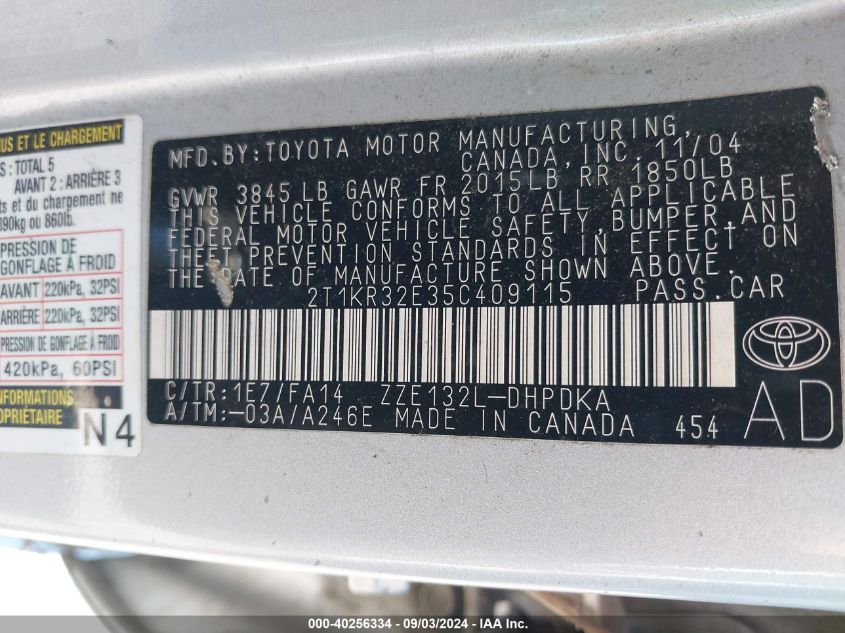 RUS ET LE CHARGEMENT
S : TOTAL 5
AVANT 2 : ARRIÈRE 3
ts et du chargement ne
390kg ou 860lb.
PRESSION DE
GONFLAGE À FROID
AVANT 220kPa, 32PSI
ARRIÈRE 220kPa, 32PSI
PRESSION DE GONFLAGE À FROID
420kPa, 60PSI
INFORMATIONS
PROPRIÉTAIRE
N4
MFD.BY:TOYOTA MOTOR MANUFACTURING,
CANADA, INC. 11/04
GVWR 3845 LB GAWR FR 2015LB RR 1850LB
THIS VEHICLE CONFORMS TO ALL APPLICABLE
FEDERAL MOTOR VEHICLE SAFETY,BUMPER,AND
THEFT PREVENTION STANDARDS IN EFFECT ON
THE DATE OF MANUFACTURE SHOWN ABOVE.
2T1KR32E35C409115 PASS.CAR
C/TR:1E7/FA14 ZZE132L-DHPDKA
A/TM:-03A/A246E MADE IN CANADA 454
AD
000-40256334 - 09/03/2024 - IAA Inc.